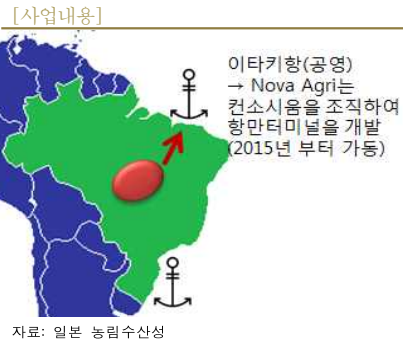 [사업내용]
이타키항(공영)
→ Nova Agri는
컨소시움을 조직하여
항만터미널을 개발
(2015년 부터 가동)
자료: 일본 농림수산성